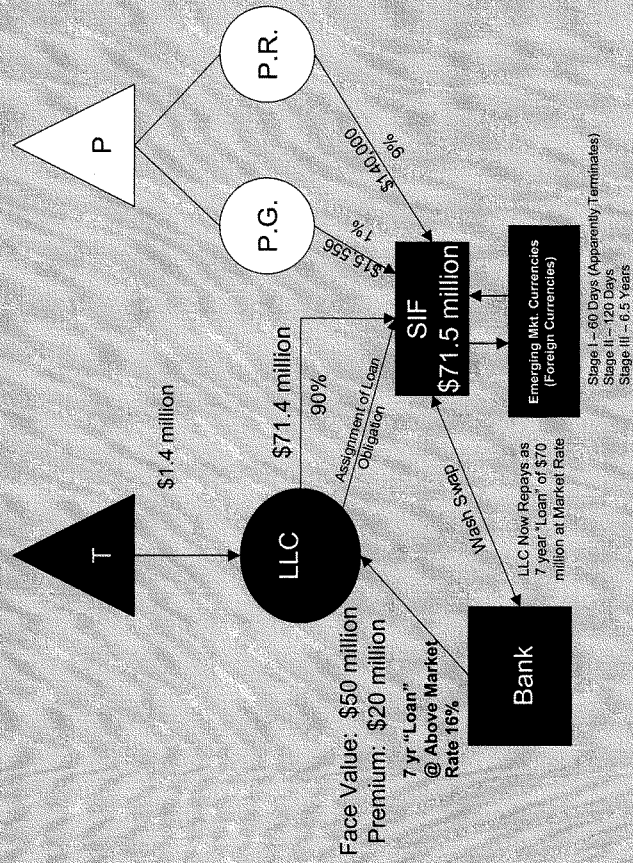 T
$1.4 million
P
P.G.
P.R.
LLC
$71.4 million
90%
Assignment of Loan
Obligation
$15,556
1%
$140,000
9%
SIF
$71.5 million
Face Value: $50 million
Premium: $20 million
7 yr "Loan"
@ Above Market
Rate 16%
Wash Swap
Bank
LLC Now Repays as
7 year "Loan" of $70
million at Market Rate
Emerging Mkt. Currencies
(Foreign Currencies)
Stage I – 60 Days (Apparently Terminates)
Stage II – 120 Days
Stage III – 6.5 Years